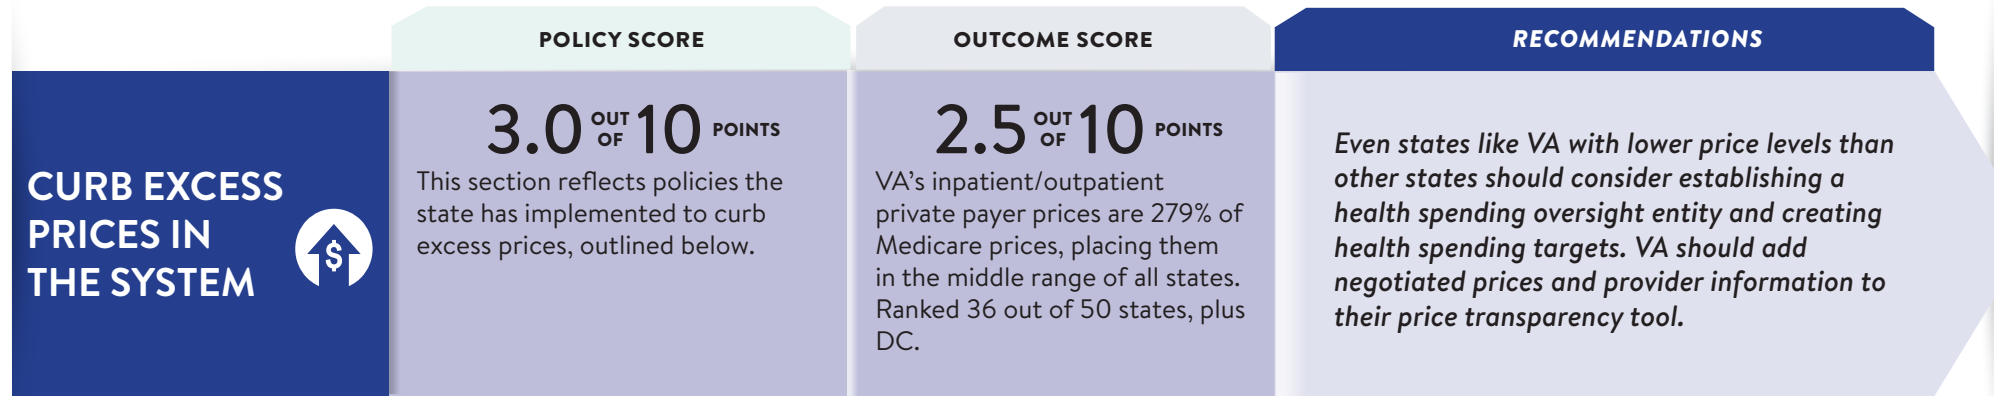 POLICY SCORE
OUTCOME SCORE
RECOMMENDATIONS
CURB EXCESS
PRICES IN
THE SYSTEM
$
3.0 OUT OF 10 POINTS
This section reflects policies the
state has implemented to curb
excess prices, outlined below.
2.5 OUT OF 10 POINTS
VA’s inpatient/outpatient
private payer prices are 279% of
Medicare prices, placing them
in the middle range of all states.
Ranked 36 out of 50 states, plus
DC.
Even states like VA with lower price levels than
other states should consider establishing a
health spending oversight entity and creating
health spending targets. VA should add
negotiated prices and provider information to
their price transparency tool.